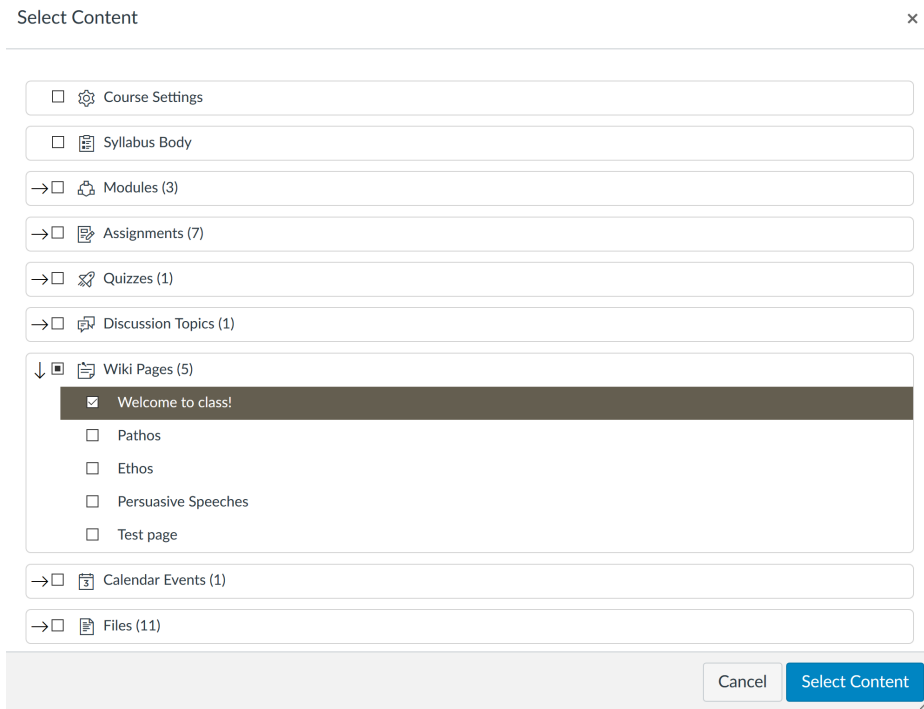 Select Content
×
Course Settings
Syllabus Body
Modules (3)
Assignments (7)
Quizzes (1)
Discussion Topics (1)
Wiki Pages (5)
Welcome to class!
Pathos
Ethos
Persuasive Speeches
Test page
3 Calendar Events (1)
Files (11)
Cancel Select Content